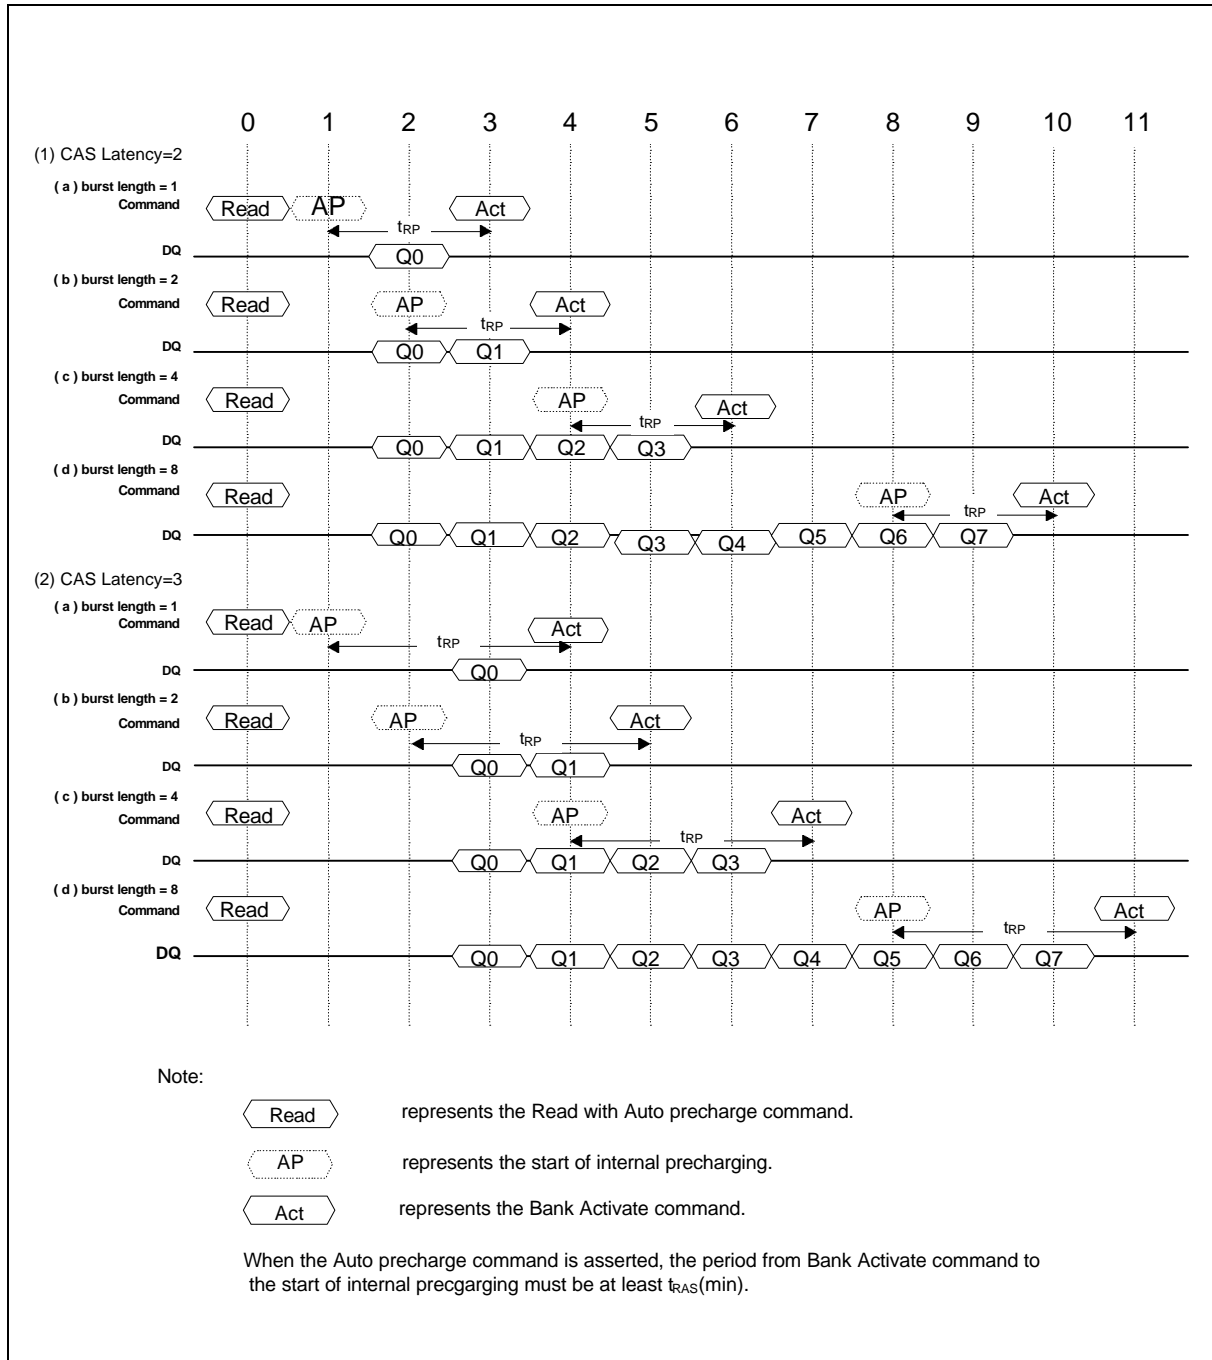 0 1 2 3 4 5 6 7 8 9 10 11
(1) CAS Latency=2
( a ) burst length = 1
Command Read AP Act
tRP
DQ Q0
( b ) burst length = 2
Command Read AP Act
tRP
DQ Q0 Q1
( c ) burst length = 4
Command Read AP Act
tRP
DQ Q0 Q1 Q2 Q3
( d ) burst length = 8
Command Read AP Act
tRP
DQ Q0 Q1 Q2 Q3 Q4 Q5 Q6 Q7
(2) CAS Latency=3
( a ) burst length = 1
Command Read AP Act
tRP
DQ Q0
( b ) burst length = 2
Command Read AP Act
tRP
DQ Q0 Q1
( c ) burst length = 4
Command Read AP Act
tRP
DQ Q0 Q1 Q2 Q3
( d ) burst length = 8
Command Read AP Act
tRP
DQ Q0 Q1 Q2 Q3 Q4 Q5 Q6 Q7
Note:
Read represents the Read with Auto precharge command.
AP represents the start of internal precharging.
Act represents the Bank Activate command.
When the Auto precharge command is asserted, the period from Bank Activate command to
the start of internal precgarging must be at least tRAS(min).